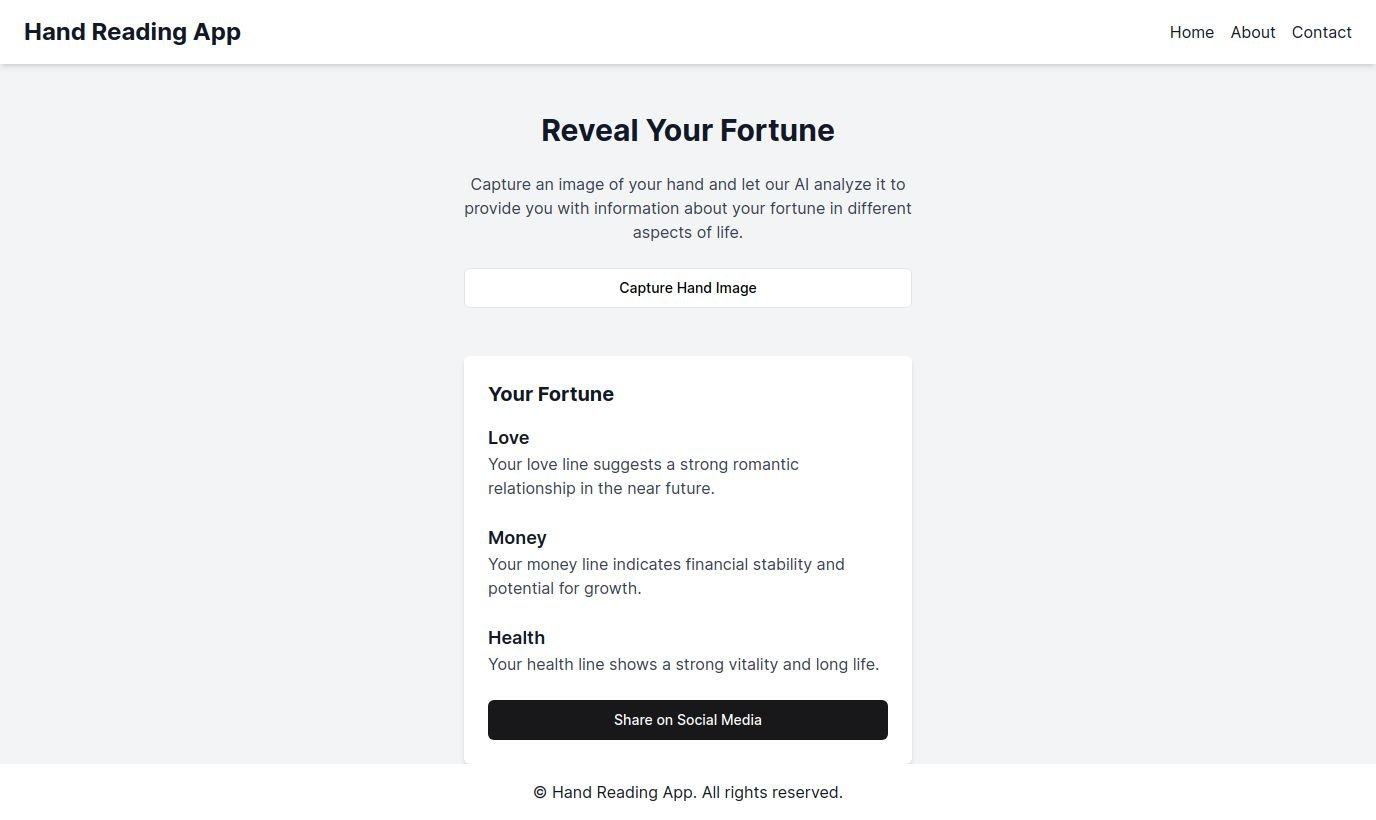 Hand Reading App
Home About Contact
Reveal Your Fortune
Capture an image of your hand and let our AI analyze it to
provide you with information about your fortune in different
aspects of life.
Capture Hand Image
Your Fortune
Love
Your love line suggests a strong romantic
relationship in the near future.
Money
Your money line indicates financial stability and
potential for growth.
Health
Your health line shows a strong vitality and long life.
Share on Social Media
© Hand Reading App. All rights reserved.